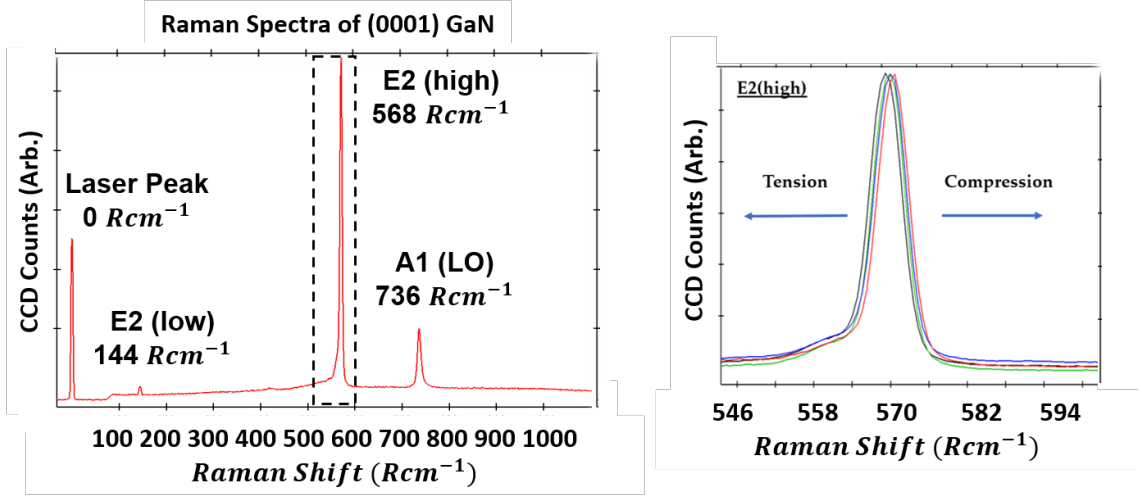 Raman Spectra of (0001) GaN
CCD Counts (Arb.)
Laser Peak
0 Rcm⁻¹
E2 (low)
144 Rcm⁻¹
E2 (high)
568 Rcm⁻¹
A1 (LO)
736 Rcm⁻¹
100 200 300 400 500 600 700 800 900 1000
Raman Shift (Rcm⁻¹)
CCD Counts (Arb.)
E2(high)
Tension
Compression
546 558 570 582 594
Raman Shift (Rcm⁻¹)